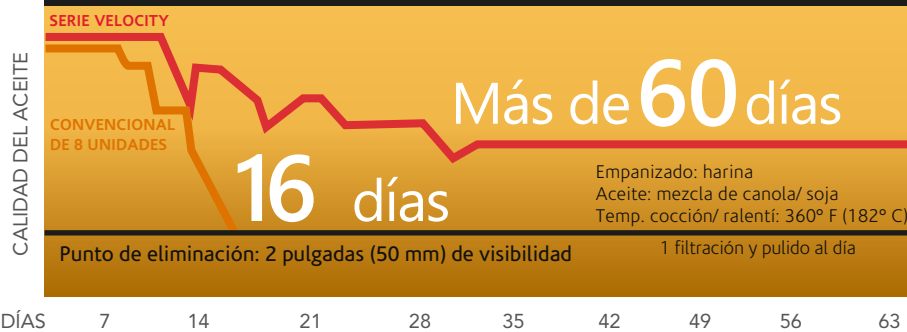 SERIE VELOCITY
CALIDAD DEL ACEITE
Más de 60 días
CONVENCIONAL
DE 8 UNIDADES
16 días
Empanizado: harina
Aceite: mezcla de canola/ soja
Temp. cocción/ ralentí: 360º F (182º C)
Punto de eliminación: 2 pulgadas (50 mm) de visibilidad
1 filtración y pulido al día
DÍAS 7 14 21 28 35 42 49 56 63